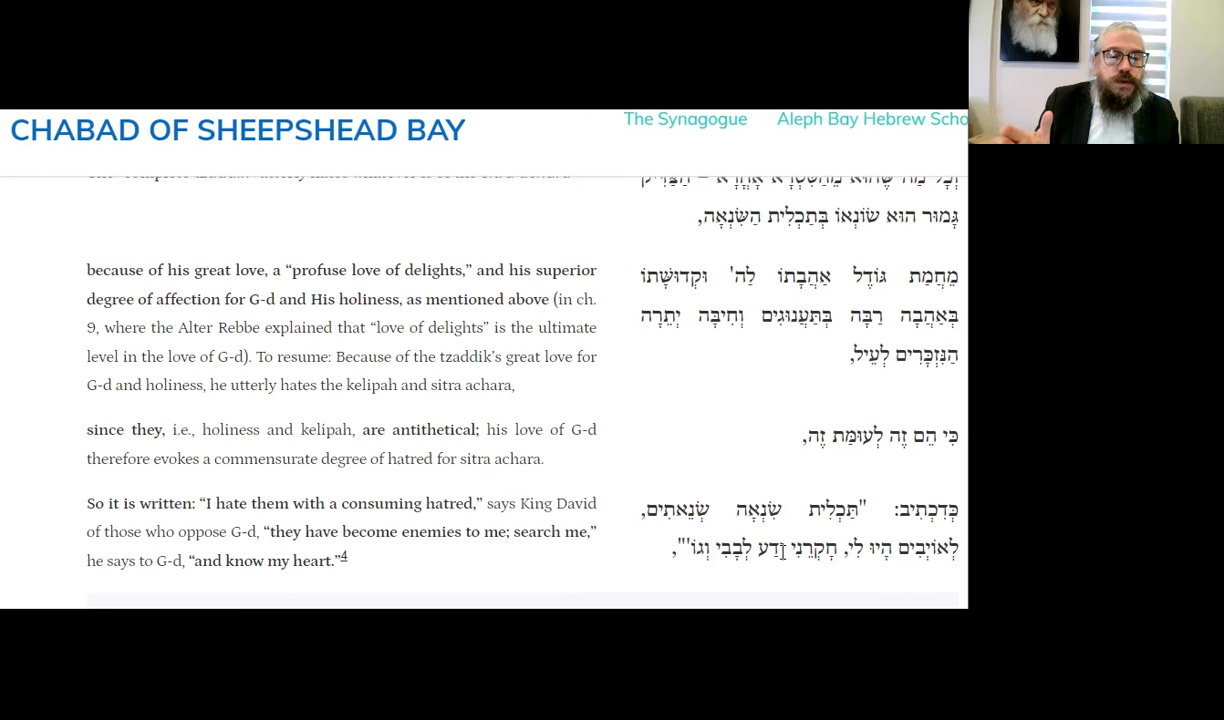 CHABAD OF SHEEPSHEAD BAY
The Synagogue
Aleph Bay Hebrew Scho
because of his great love, a “profuse love of delights,” and his superior
degree of affection for G-d and His holiness, as mentioned above (in ch.
9, where the Alter Rebbe explained that “love of delights” is the ultimate
level in the love of G-d). To resume: Because of the tzaddik’s great love for
G-d and holiness, he utterly hates the kelipah and sitra achara,
since they, i.e., holiness and kelipah, are antithetical; his love of G-d
therefore evokes a commensurate degree of hatred for sitra achara.
So it is written: “I hate them with a consuming hatred,” says King David
of those who oppose G-d, “they have become enemies to me; search me,”
he says to G-d, “and know my heart.”4
גָּמוּר הוּא שׂוֹנְאוֹ בְּתַכְלִית הַשִּׂנְאָה,
מֵחֲמַת גּוֹדֶל אַהֲבָתוֹ לַה' וּקְדוּשָּׁתוֹ
בְּאַהֲבָה רַבָּה בְּתַּעֲנוּגִים וְחִיבָּה יְתֵרָה
הַנִּזְכָּרִים לְעֵיל,
כִּי הֵם זֶה לְעוּמַּת זֶה,
כְּדִכְתִיב: "תַּכְלִית שִׂנְאָה שְׂנֵאתִים,
לְאוֹיְבִים הָיוּ לִי, חָקְרֵנִי וְדַע לְבָבִי וְגוֹ'",